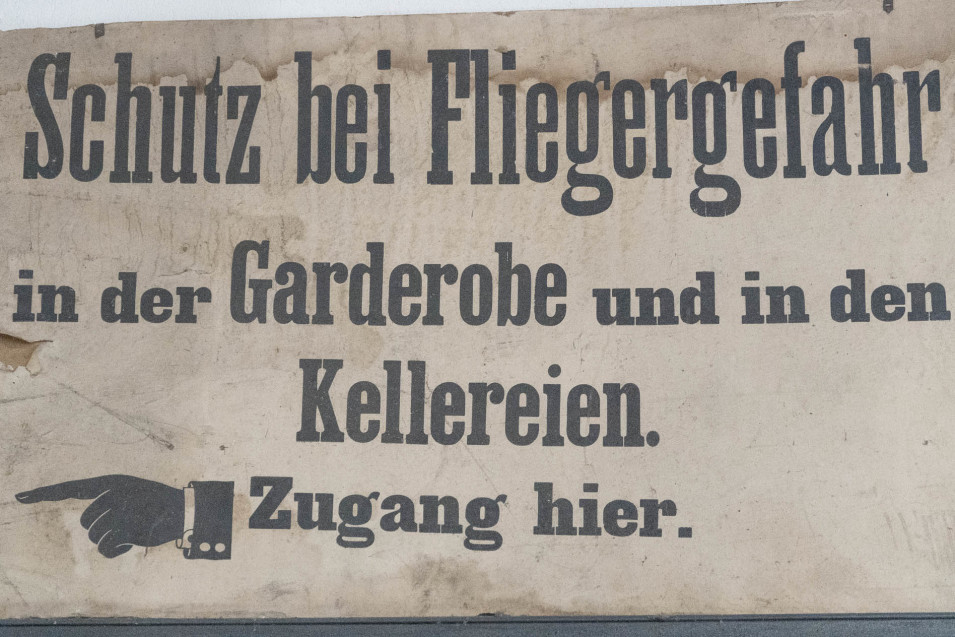 Schutz bei Fliegergefahr
in der Garderobe und in den
Kellereien.
Zugang hier.